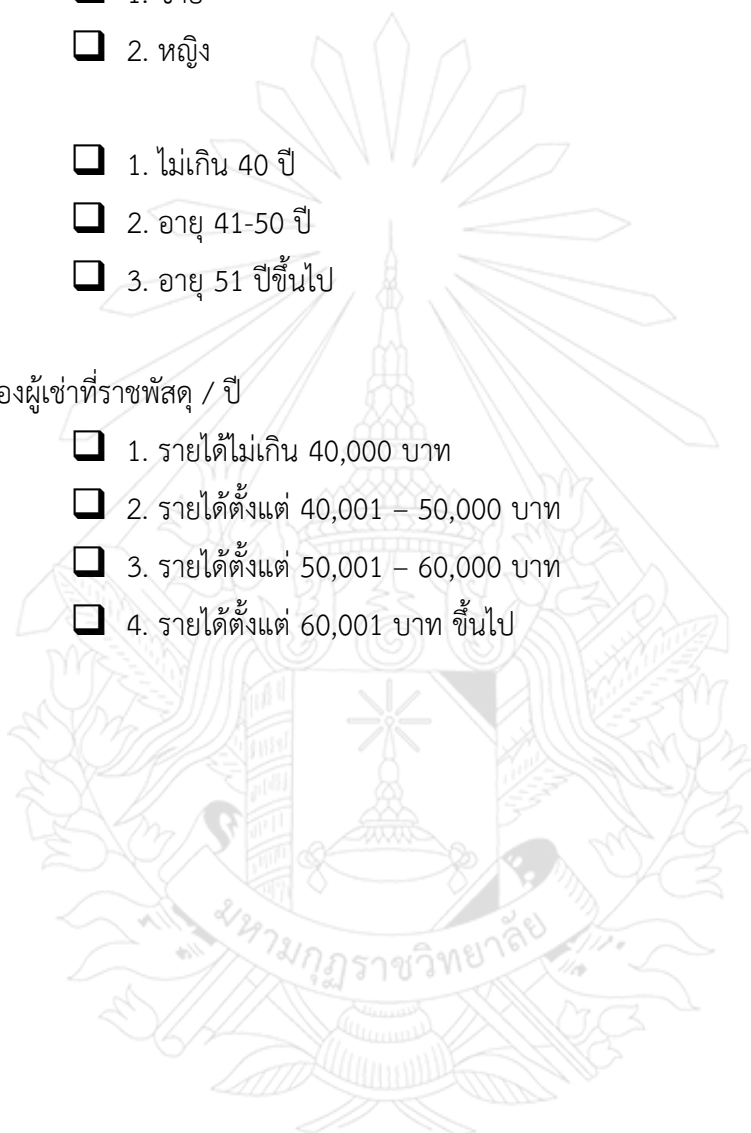 2. หญิง
1. ไม่เกิน 40 ปี
2. อายุ 41-50 ปี
3. อายุ 51 ปีขึ้นไป
องผู้เช่าที่ราชพัสดุ / ปี
1. รายได้ไม่เกิน 40,000 บาท
2. รายได้ตั้งแต่ 40,001 – 50,000 บาท
3. รายได้ตั้งแต่ 50,001 – 60,000 บาท
4. รายได้ตั้งแต่ 60,001 บาท ขึ้นไป
มหามกุฏราชวิทยาลัย